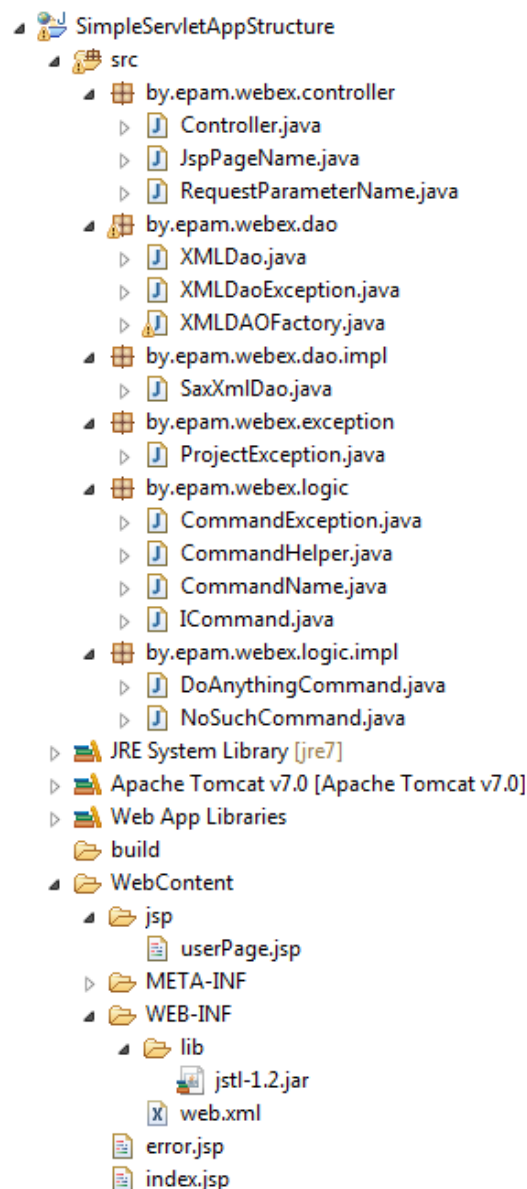 SimpleServletAppStructure
src
by.epam.webex.controller
Controller.java
JspPageName.java
RequestParameterName.java
by.epam.webex.dao
XMLDao.java
XMLDaoException.java
XMLDAOFactory.java
by.epam.webex.dao.impl
SaxXmlDao.java
by.epam.webex.exception
ProjectException.java
by.epam.webex.logic
CommandException.java
CommandHelper.java
CommandName.java
ICommand.java
by.epam.webex.logic.impl
DoAnythingCommand.java
NoSuchCommand.java
JRE System Library [jre7]
Apache Tomcat v7.0 [Apache Tomcat v7.0]
Web App Libraries
build
WebContent
jsp
userPage.jsp
META-INF
WEB-INF
lib
jstl-1.2.jar
web.xml
error.jsp
index.jsp